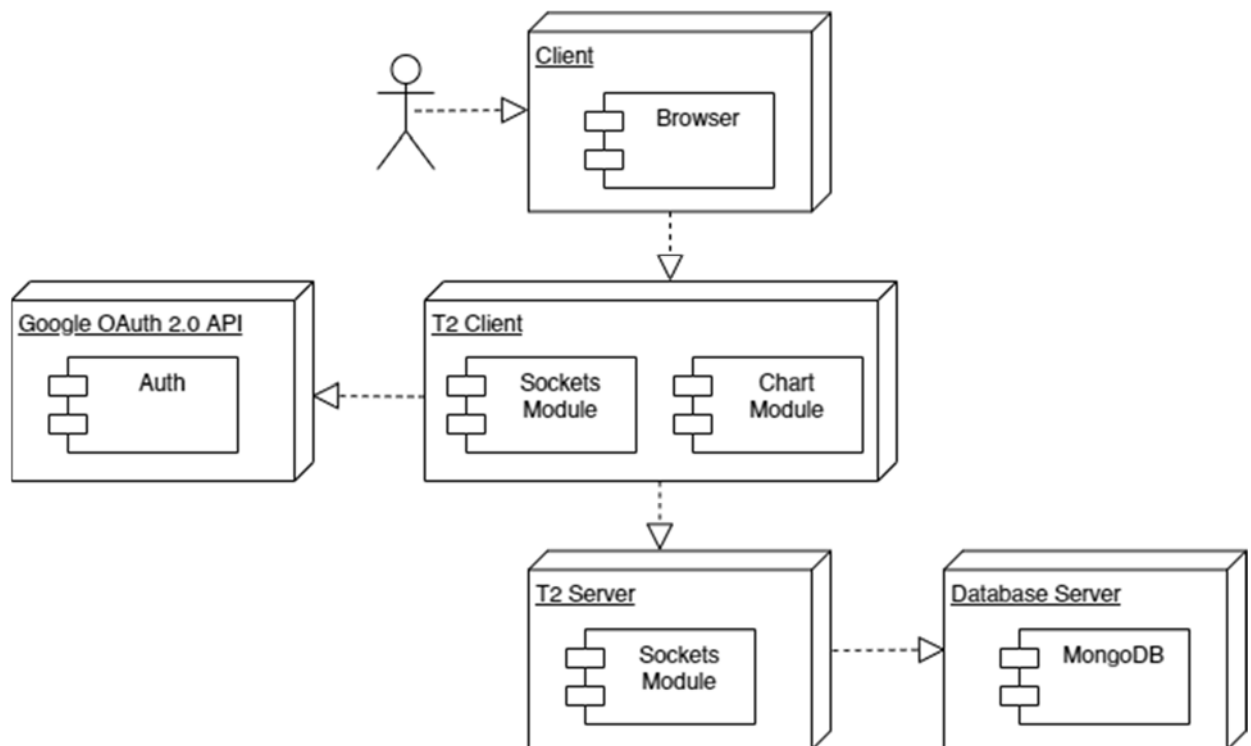 Client
Browser
Google OAuth 2.0 API
Auth
T2 Client
Sockets
Module
Chart
Module
T2 Server
Sockets
Module
Database Server
MongoDB